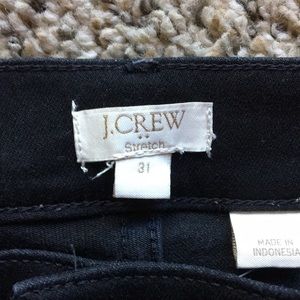 J.CREW
Stretch
31
MADE IN
INDONESIA